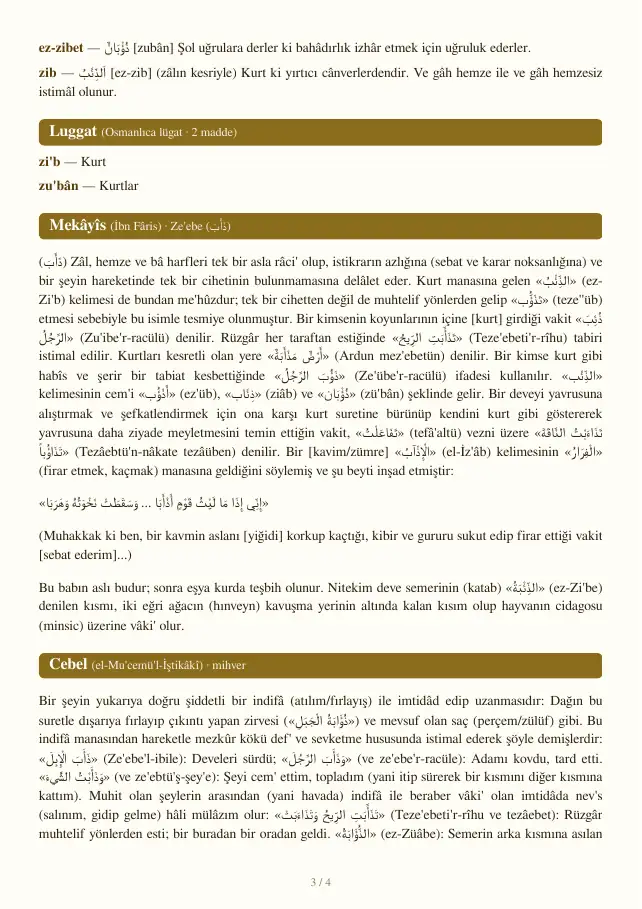 ez-zibet — ذُؤْبَانٌ [zubân] Şol uğrulara derler ki bahâdırlık izhâr etmek için uğruluk ederler.
zib — اَلذِّئْبُ [ez-zib] (zâlın kesriyle) Kurt ki yırtıcı cânverlerdendir. Ve gâh hemze ile ve gâh hemzesiz
istimâl olunur.
Luggat (Osmanlıca lügat · 2 madde)
zi'b — Kurt
zu'bân — Kurtlar
Mekâyîs (İbn Fâris) · Ze'ebe (ذأب)
(ذَأَبَ) Zâl, hemze ve bâ harfleri tek bir asla râci' olup, istikrarın azlığına (sebat ve karar noksanlığına) ve
bir şeyin hareketinde tek bir cihetinin bulunmamasına delâlet eder. Kurt manasına gelen «الذِّئْبُ» (ez-
Zi'b) kelimesi de bundan me'hûzdur; tek bir cihetten değil de muhtelif yönlerden gelip «تَذَؤُّب» (teze''üb)
etmesi sebebiyle bu isimle tesmiye olunmuştur. Bir kimsenin koyunlarının içine [kurt] girdiği vakit «ذُئِبَ
الرَّجُلُ» (Zu'ibe'r-racülü) denilir. Rüzgâr her taraftan estiğinde «تَذَأَّبَتِ الرِّيحُ» (Teze'ebeti'r-rîhu) tabiri
istimal edilir. Kurtları kesretli olan yere «أَرْضٌ مَذْأَبَةٌ» (Ardun mez'ebetün) denilir. Bir kimse kurt gibi
habîs ve şerir bir tabiat kesbettiğinde «ذَؤُبَ الرَّجُلُ» (Ze'übe'r-racülü) ifadesi kullanılır. «الذِّئْب»
kelimesinin cem'i «أَذْؤُب» (ez'üb), «ذِئَاب» (ziâb) ve «ذُؤْبَان» (zü'bân) şeklinde gelir. Bir deveyi yavrusuna
alıştırmak ve şefkatlendirmek için ona karşı kurt suretine bürünüp kendini kurt gibi göstererek
yavrusuna daha ziyade meyletmesini temin ettiğin vakit, «تَفَاعَلْتُ» (tefâ'altü) vezni üzere «تَذَاءَبْتُ النَّاقَةَ
تَذَاؤُباً» (Tezâebtü'n-nâkate tezâüben) denilir. Bir [kavim/zümre] «الْإِذْآبُ» (el-İz'âb) kelimesinin «الْفِرَارُ»
(firar etmek, kaçmak) manasına geldiğini söylemiş ve şu beyti inşad etmiştir:
«إِنِّي إِذَا مَا لَيْثُ قَوْمٍ أَذْأَبَا ... وَسَقَطَتْ نَخْوَتُهُ وَهَرَبَا»
(Muhakkak ki ben, bir kavmin aslanı [yiğidi] korkup kaçtığı, kibir ve gururu sukut edip firar ettiği vakit
[sebat ederim]...)
Bu babın aslı budur; sonra eşya kurda teşbih olunur. Nitekim deve semerinin (katab) «الذِّئْبَةُ» (ez-Zi'be)
denilen kısmı, iki eğri ağacın (hınveyn) kavuşma yerinin altında kalan kısım olup hayvanın cidagosu
(minsic) üzerine vâki' olur.
Cebel (el-Mu'cemü'l-İştikâkî) · mihver
Bir şeyin yukarıya doğru şiddetli bir indifâ (atılım/fırlayış) ile imtidâd edip uzanmasıdır: Dağın bu
suretle dışarıya fırlayıp çıkıntı yapan zirvesi («ذُؤَابَةُ الْجَبَلِ») ve mevsuf olan saç (perçem/zülüf) gibi. Bu
indifâ manasından hareketle mezkûr kökü def' ve sevketme hususunda istimal ederek şöyle demişlerdir:
«ذَأَبَ الْإِبِلَ» (Ze'ebe'l-ibile): Develeri sürdü; «وَذَأَبَ الرَّجُلَ» (ve ze'ebe'r-racule): Adamı kovdu, tard etti.
«وَذَأَبْتُ الشَّيْءَ» (ve ze'ebtü'ş-şey'e): Şeyi cem' ettim, topladım (yani itip sürerek bir kısmını diğer kısmına
kattım). Muhit olan şeylerin arasından (yani havada) indifâ ile beraber vâki' olan imtidâda nev's
(salınım, gidip gelme) hâli mülâzım olur: «تَذَأَّبَتِ الرِّيحُ وَتَذَاءَبَتْ» (Teze'ebeti'r-rîhu ve tezâebet): Rüzgâr
muhtelif yönlerden esti; bir buradan bir oradan geldi. «الذُّؤَابَةُ» (ez-Züâbe): Semerin arka kısmına asılan
3 / 4